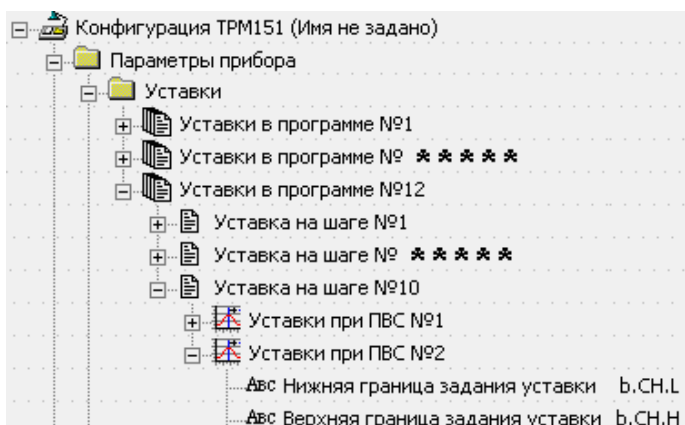 Конфигурация ТРМ151 (Имя не задано)
Параметры прибора
Уставки
Уставки в программе №1
Уставки в программе № * * * * *
Уставки в программе №12
Уставка на шаге №1
Уставка на шаге № * * * * *
Уставка на шаге №10
Уставки при ПВС №1
Уставки при ПВС №2
Авс Нижняя граница задания уставки b.CH.L
Авс Верхняя граница задания уставки b.CH.H